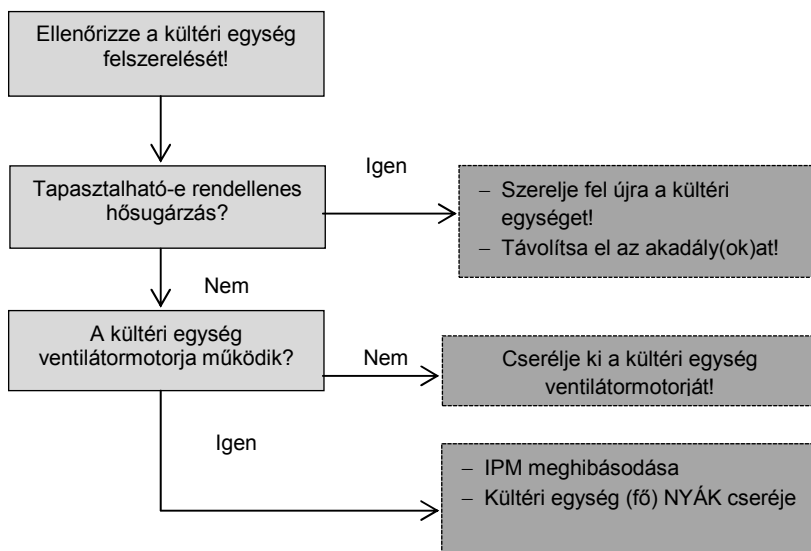 Ellenőrizze a kültéri egység
felszerelését!
Tapasztalható-e rendellenes
hősugárzás?
Igen
– Szerelje fel újra a kültéri
egységet!
– Távolítsa el az akadály(ok)at!
Nem
A kültéri egység
ventilátormotorja működik?
Nem
Cserélje ki a kültéri egység
ventilátormotorját!
Igen
– IPM meghibásodása
– Kültéri egység (fő) NYÁK cseréje